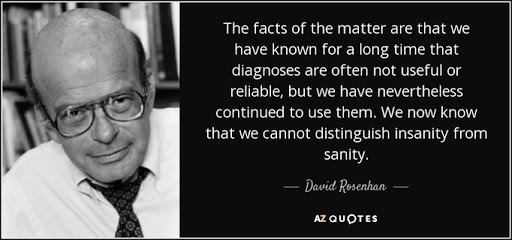 The facts of the matter are that we
have known for a long time that
diagnoses are often not useful or
reliable, but we have nevertheless
continued to use them. We now know
that we cannot distinguish insanity from
sanity.
David Rosenhan
AZ QUOTES